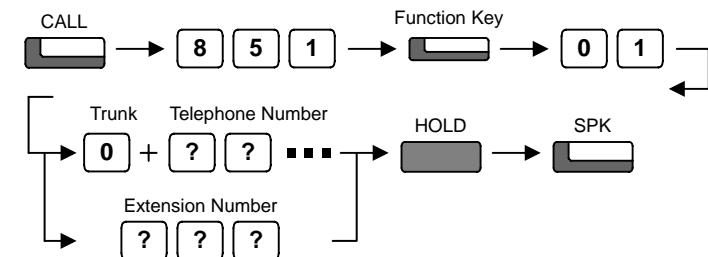 CALL
8 5 1
Function Key
0 1
Trunk Telephone Number
0 + ? ?
HOLD
SPK
Extension Number
? ? ?